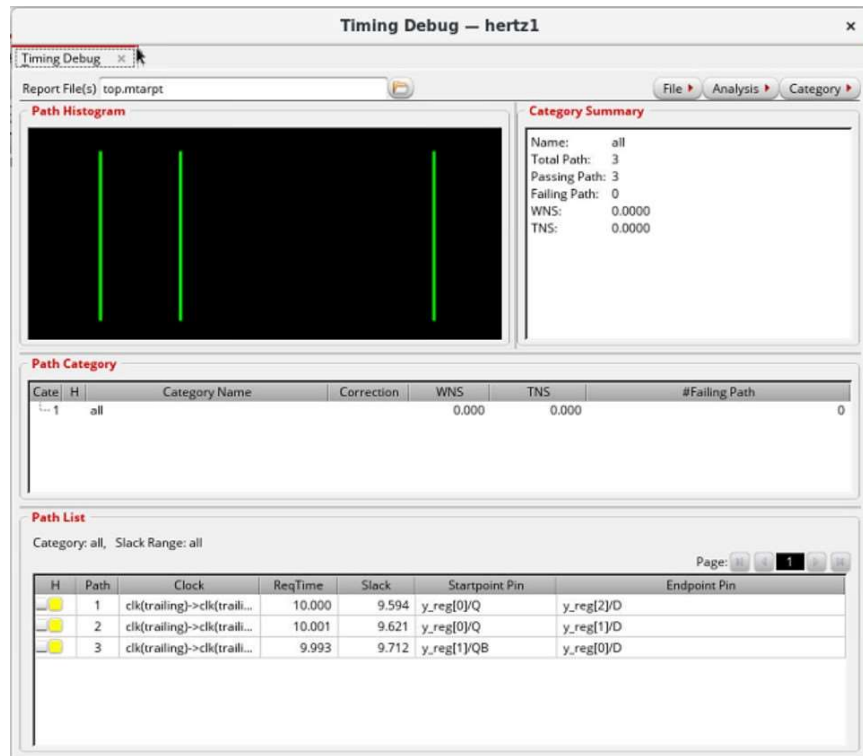 Timing Debug — hertz1 ×
Timing Debug ×
Report File(s) top.mtarpt File Analysis Category
Path Histogram
Category Summary
Name: all
Total Path: 3
Passing Path: 3
Failing Path: 0
WNS: 0.0000
TNS: 0.0000
Path Category
Cate H Category Name Correction WNS TNS #Failing Path
1 all 0.000 0.000 0
Path List
Category: all, Slack Range: all
Page: 1
H Path Clock ReqTime Slack Startpoint Pin Endpoint Pin
1 clk(trailing)->clk(traili... 10.000 9.594 y_reg[0]/Q y_reg[2]/D
2 clk(trailing)->clk(traili... 10.001 9.621 y_reg[0]/Q y_reg[1]/D
3 clk(trailing)->clk(traili... 9.993 9.712 y_reg[1]/QB y_reg[0]/D